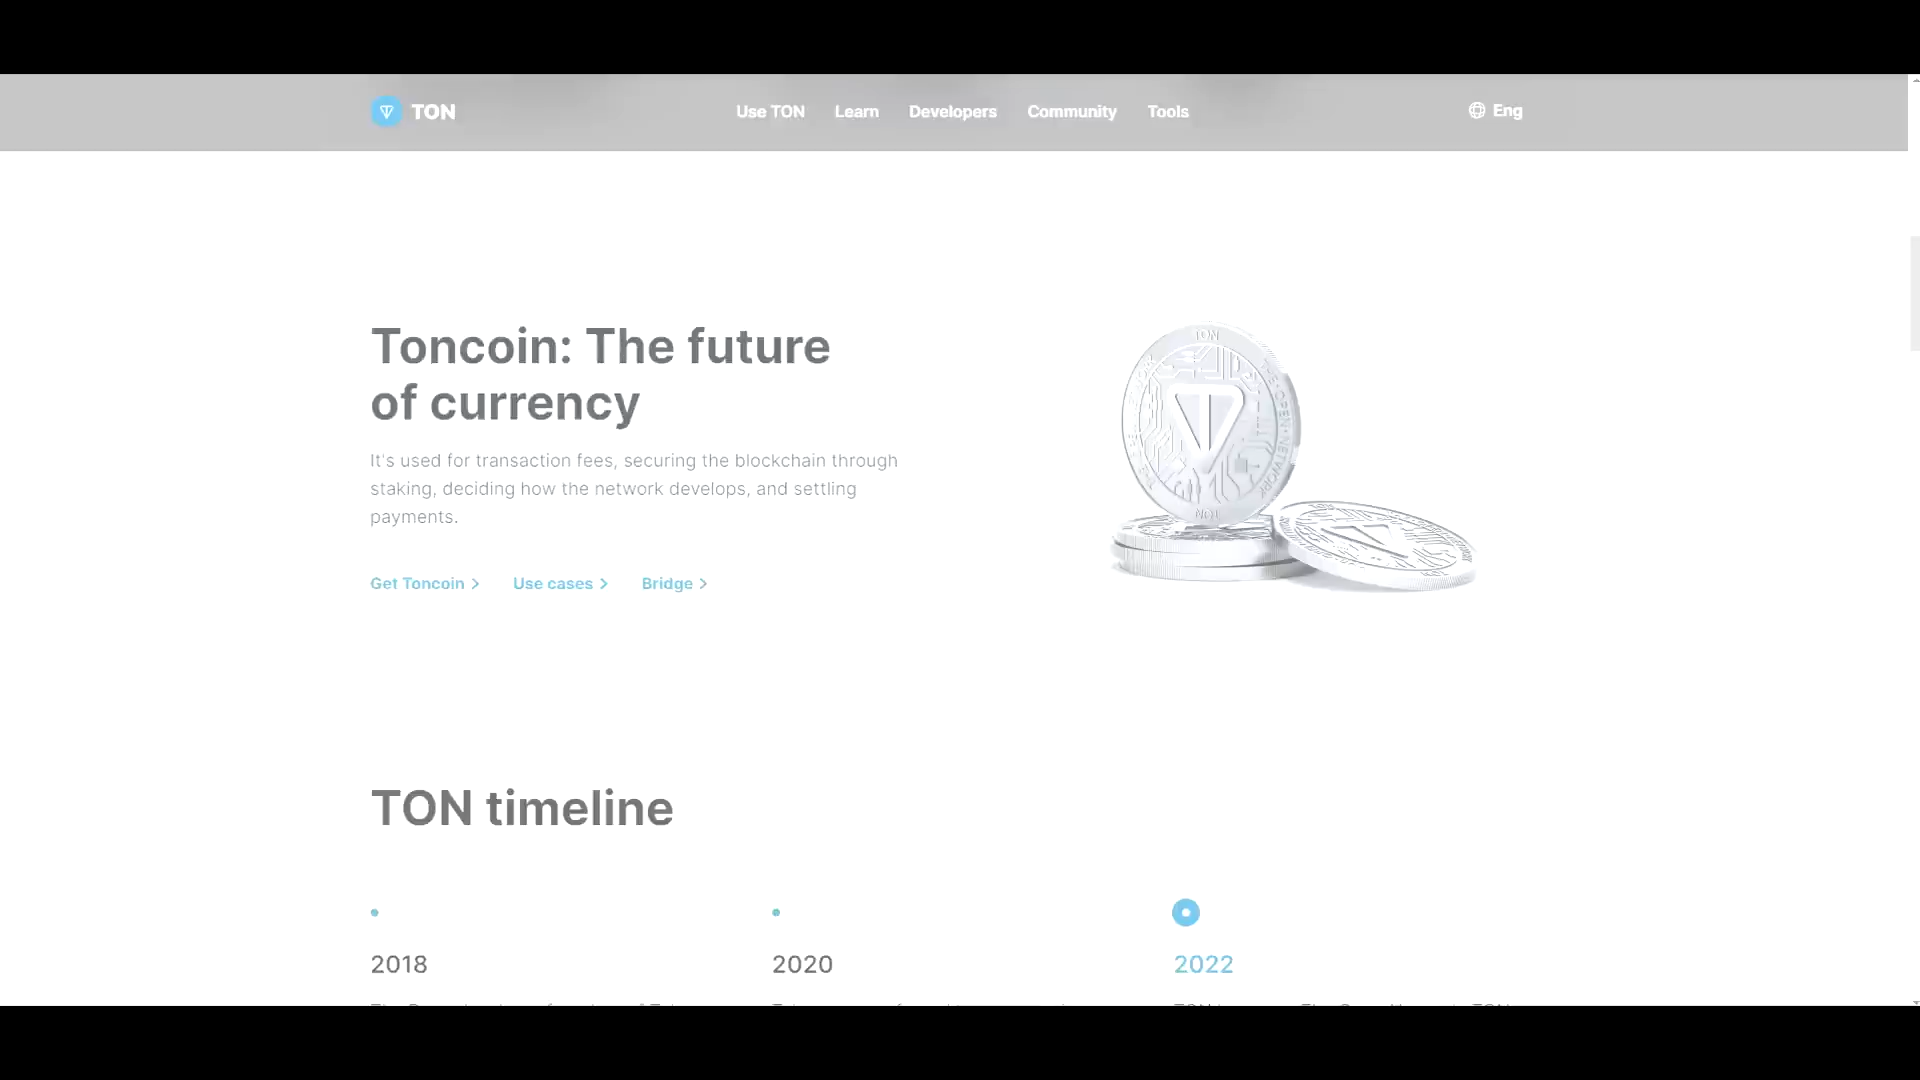 TON
Use TON Learn Developers Community Tools
Eng
Toncoin: The future
of currency
It's used for transaction fees, securing the blockchain through
staking, deciding how the network develops, and settling
payments.
Get Toncoin > Use cases > Bridge >
TON
TON
TON timeline
2018 2020 2022